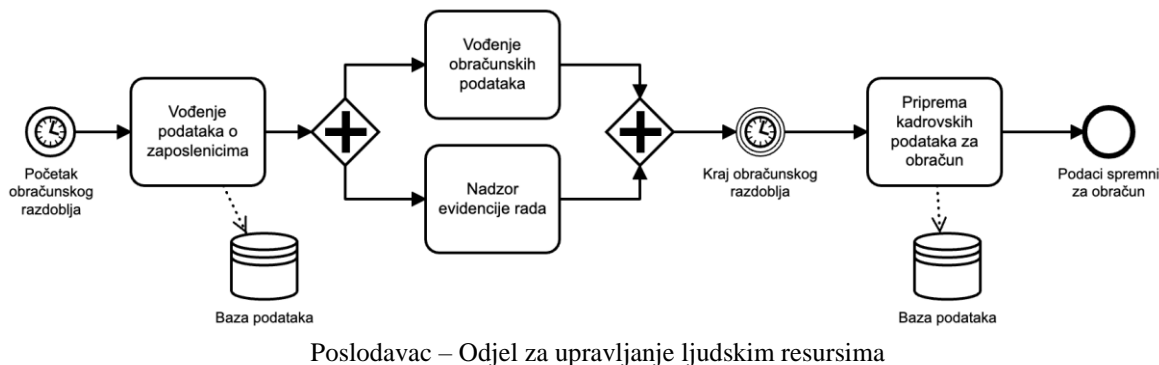 Početak
obračunskog
razdoblja
Vođenje
podataka o
zaposlenicima
Baza podataka
Vođenje
obračunskih
podataka
Nadzor
evidencije rada
Kraj obračunskog
razdoblja
Priprema
kadrovskih
podataka za
obračun
Baza podataka
Podaci spremni
za obračun
Poslodavac – Odjel za upravljanje ljudskim resursima